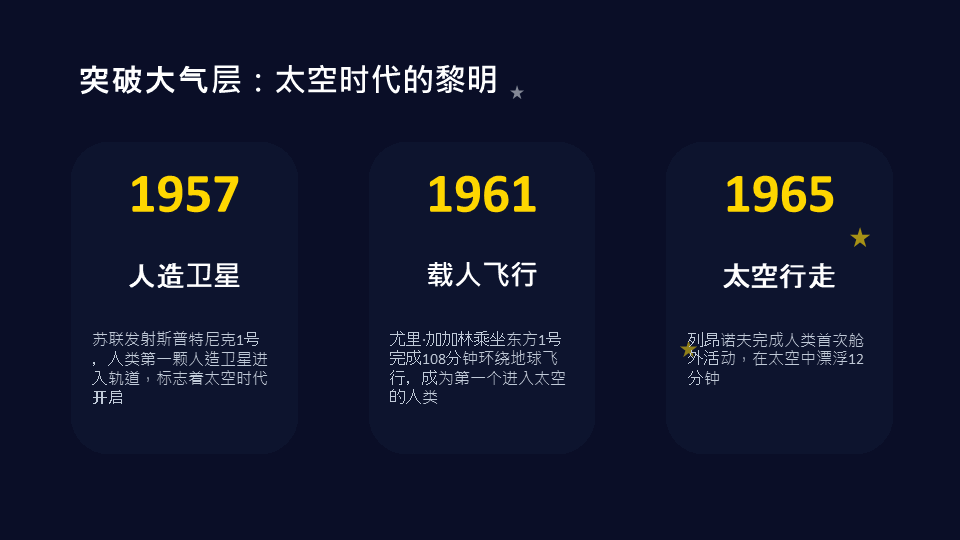 突破大气层：太空时代的黎明
1957
人造卫星
苏联发射斯普特尼克1号
，人类第一颗人造卫星进
入轨道，标志着太空时代
开启
1961
载人飞行
尤里·加加林乘坐东方1号
完成108分钟环绕地球飞
行，成为第一个进入太空
的人类
1965
太空行走
列昂诺夫完成人类首次舱
外活动，在太空中漂浮12
分钟